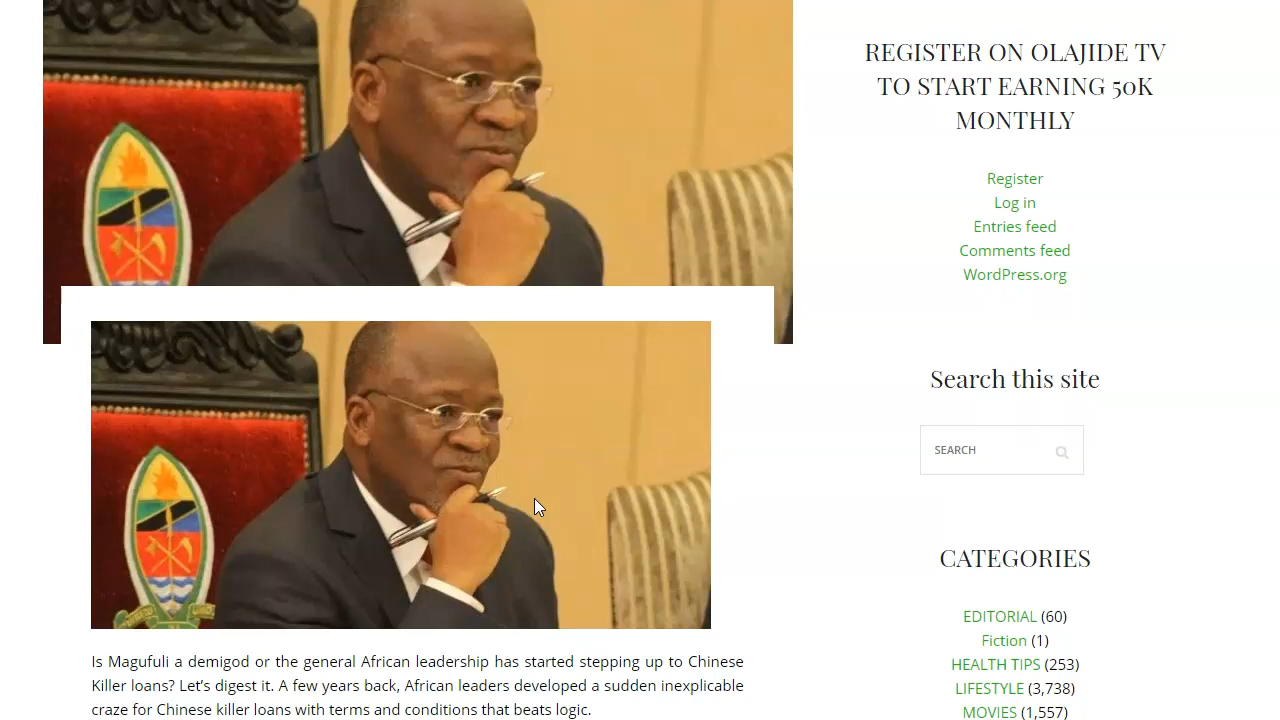 REGISTER ON OLAJIDE TV
TO START EARNING 50K
MONTHLY
Register
Log in
Entries feed
Comments feed
WordPress.org
Search this site
SEARCH
CATEGORIES
EDITORIAL (60)
Fiction (1)
HEALTH TIPS (253)
LIFESTYLE (3,738)
MOVIES (1,557)
Is Magufuli a demigod or the general African leadership has started stepping up to Chinese
Killer loans? Let’s digest it. A few years back, African leaders developed a sudden inexplicable
craze for Chinese killer loans with terms and conditions that beats logic.